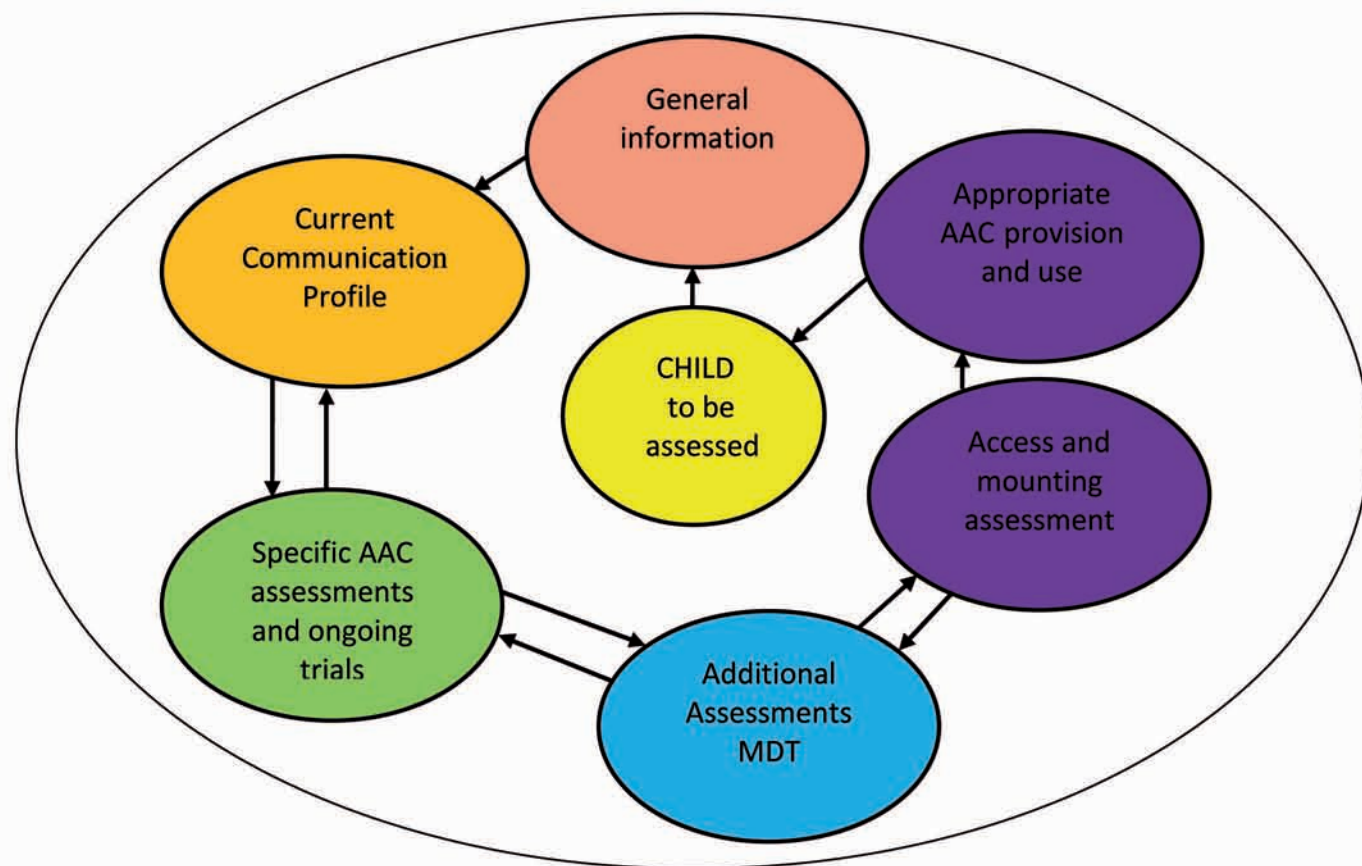 General
information
Appropriate
AAC provision
and use
Current
Communication
Profile
CHILD
to be
assessed
Access and
mounting
assessment
Specific AAC
assessments
and ongoing
trials
Additional
Assessments
MDT